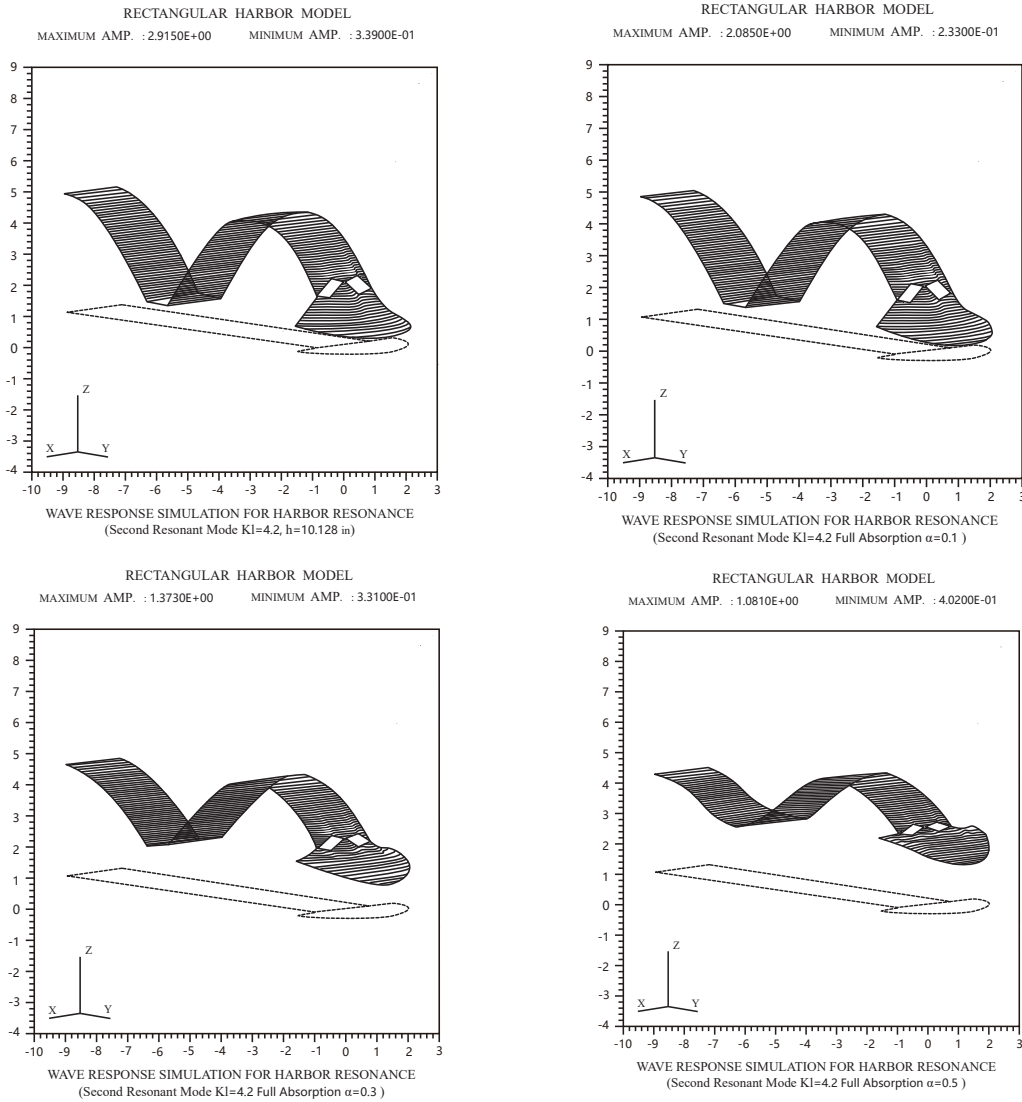 RECTANGULAR HARBOR MODEL
MAXIMUM AMP. : 2.9150E+00 MINIMUM AMP. : 3.3900E-01
9
8
7
6
5
4
3
2
1
0
-1
-2
-3
-4
Z
X Y
-10 -9 -8 -7 -6 -5 -4 -3 -2 -1 0 1 2 3
WAVE RESPONSE SIMULATION FOR HARBOR RESONANCE
(Second Resonant Mode Kl=4.2, h=10.128 in)
RECTANGULAR HARBOR MODEL
MAXIMUM AMP. : 2.0850E+00 MINIMUM AMP. : 2.3300E-01
9
8
7
6
5
4
3
2
1
0
-1
-2
-3
-4
Z
X Y
-10 -9 -8 -7 -6 -5 -4 -3 -2 -1 0 1 2 3
WAVE RESPONSE SIMULATION FOR HARBOR RESONANCE
(Second Resonant Mode Kl=4.2 Full Absorption α=0.1 )
RECTANGULAR HARBOR MODEL
MAXIMUM AMP. : 1.3730E+00 MINIMUM AMP. : 3.3100E-01
9
8
7
6
5
4
3
2
1
0
-1
-2
-3
-4
Z
X Y
-10 -9 -8 -7 -6 -5 -4 -3 -2 -1 0 1 2 3
WAVE RESPONSE SIMULATION FOR HARBOR RESONANCE
(Second Resonant Mode Kl=4.2 Full Absorption α=0.3 )
RECTANGULAR HARBOR MODEL
MAXIMUM AMP. : 1.0810E+00 MINIMUM AMP. : 4.0200E-01
9
8
7
6
5
4
3
2
1
0
-1
-2
-3
-4
Z
X Y
-10 -9 -8 -7 -6 -5 -4 -3 -2 -1 0 1 2 3
WAVE RESPONSE SIMULATION FOR HARBOR RESONANCE
(Second Resonant Mode Kl=4.2 Full Absorption α=0.5 )